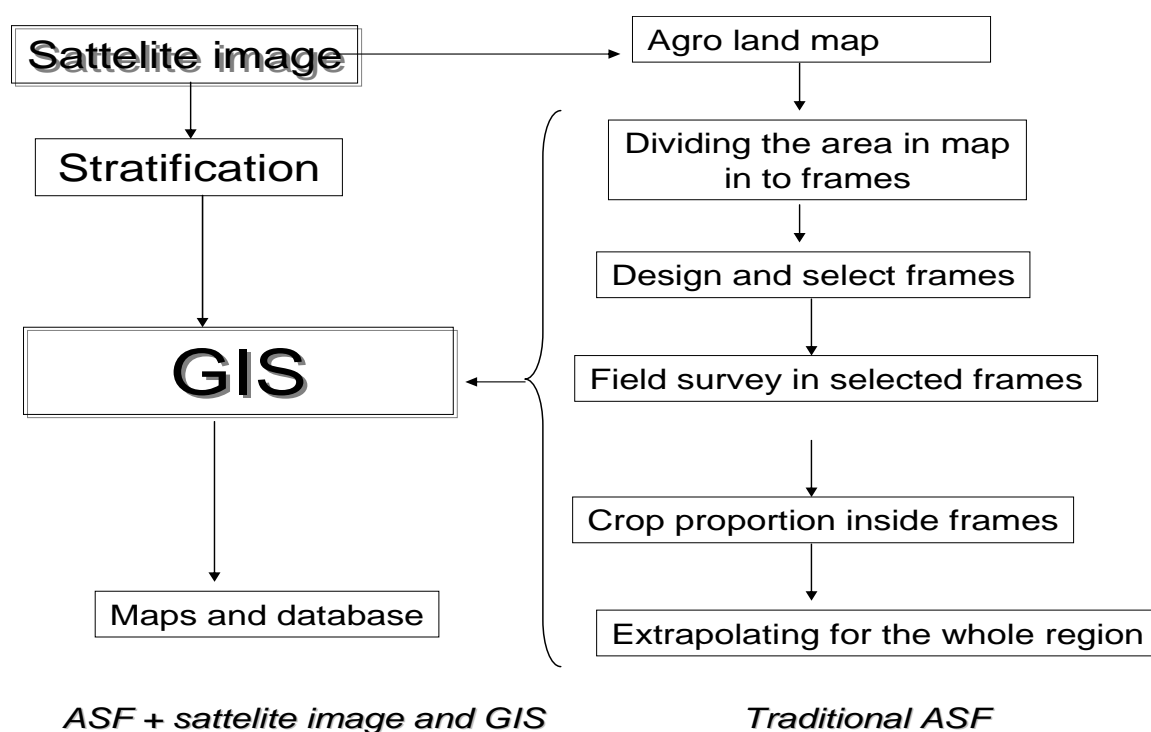 Sattelite image
Agro land map
Stratification
Dividing the area in map
in to frames
Design and select frames
GIS
Field survey in selected frames
Crop proportion inside frames
Maps and database
Extrapolating for the whole region
ASF + sattelite image and GIS
Traditional ASF